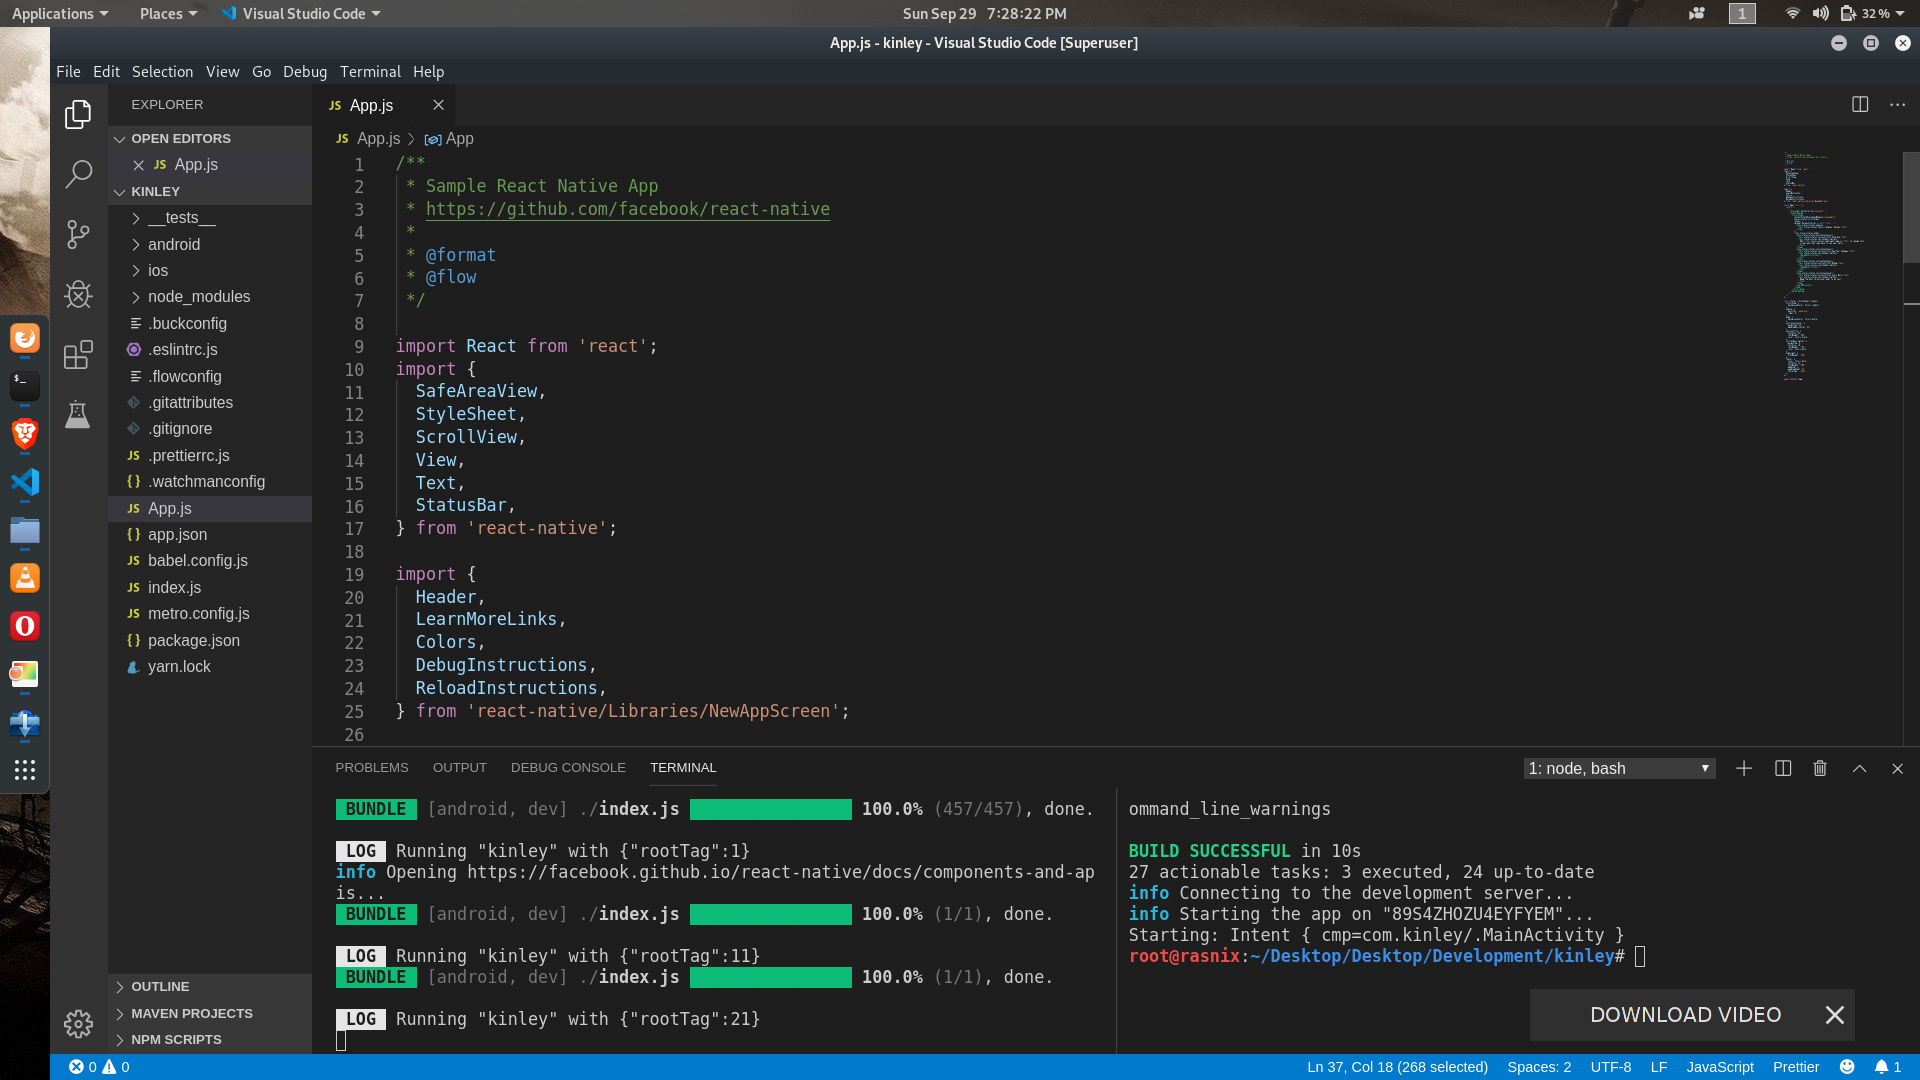 Applications
Places
Visual Studio Code
Sun Sep 29 7:28:22 PM
1
32 %
App.js - kinley - Visual Studio Code [Superuser]
File Edit Selection View Go Debug Terminal Help
EXPLORER
OPEN EDITORS
JS App.js
KINLEY
__tests__
android
ios
node_modules
.buckconfig
.eslintrc.js
.flowconfig
.gitattributes
.gitignore
JS .prettierrc.js
{} .watchmanconfig
JS App.js
{} app.json
JS babel.config.js
JS index.js
JS metro.config.js
{} package.json
yarn.lock
OUTLINE
MAVEN PROJECTS
NPM SCRIPTS
JS App.js
JS App.js > App
1 /**
2 * Sample React Native App
3 * https://github.com/facebook/react-native
4 *
5 * @format
6 * @flow
7 */
8
9 import React from 'react';
10 import {
11 SafeAreaView,
12 StyleSheet,
13 ScrollView,
14 View,
15 Text,
16 StatusBar,
17 } from 'react-native';
18
19 import {
20 Header,
21 LearnMoreLinks,
22 Colors,
23 DebugInstructions,
24 ReloadInstructions,
25 } from 'react-native/Libraries/NewAppScreen';
26
PROBLEMS OUTPUT DEBUG CONSOLE TERMINAL
1: node, bash
BUNDLE [android, dev] ./index.js 100.0% (457/457), done.
LOG Running "kinley" with {"rootTag":1}
info Opening https://facebook.github.io/react-native/docs/components-and-ap
is...
BUNDLE [android, dev] ./index.js 100.0% (1/1), done.
LOG Running "kinley" with {"rootTag":11}
BUNDLE [android, dev] ./index.js 100.0% (1/1), done.
LOG Running "kinley" with {"rootTag":21}
ommand_line_warnings
BUILD SUCCESSFUL in 10s
27 actionable tasks: 3 executed, 24 up-to-date
info Connecting to the development server...
info Starting the app on "89S4ZHOZU4EYFYEM"...
Starting: Intent { cmp=com.kinley/.MainActivity }
root@rasnix:~/Desktop/Desktop/Development/kinley#
DOWNLOAD VIDEO
0 0
Ln 37, Col 18 (268 selected) Spaces: 2 UTF-8 LF JavaScript Prettier 1